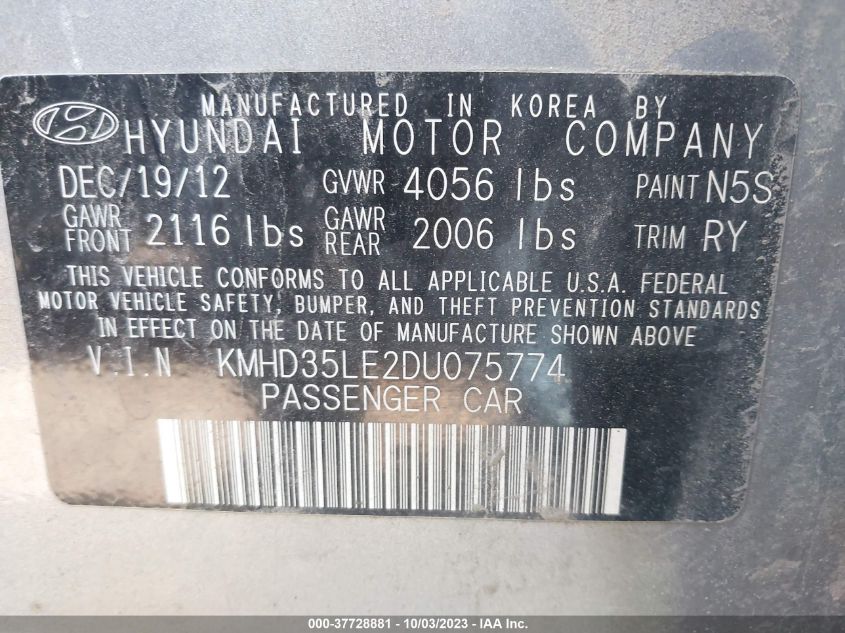 MANUFACTURED IN KOREA BY
HYUNDAI MOTOR COMPANY
DEC/19/12 GVWR 4056 lbs PAINT N5S
GAWR FRONT 2116 lbs GAWR REAR 2006 lbs TRIM RY
THIS VEHICLE CONFORMS TO ALL APPLICABLE U.S.A. FEDERAL
MOTOR VEHICLE SAFETY, BUMPER, AND THEFT PREVENTION STANDARDS
IN EFFECT ON THE DATE OF MANUFACTURE SHOWN ABOVE
V.I.N KMHD35LE2DU075774
PASSENGER CAR
000-37728881 - 10/03/2023 - IAA Inc.